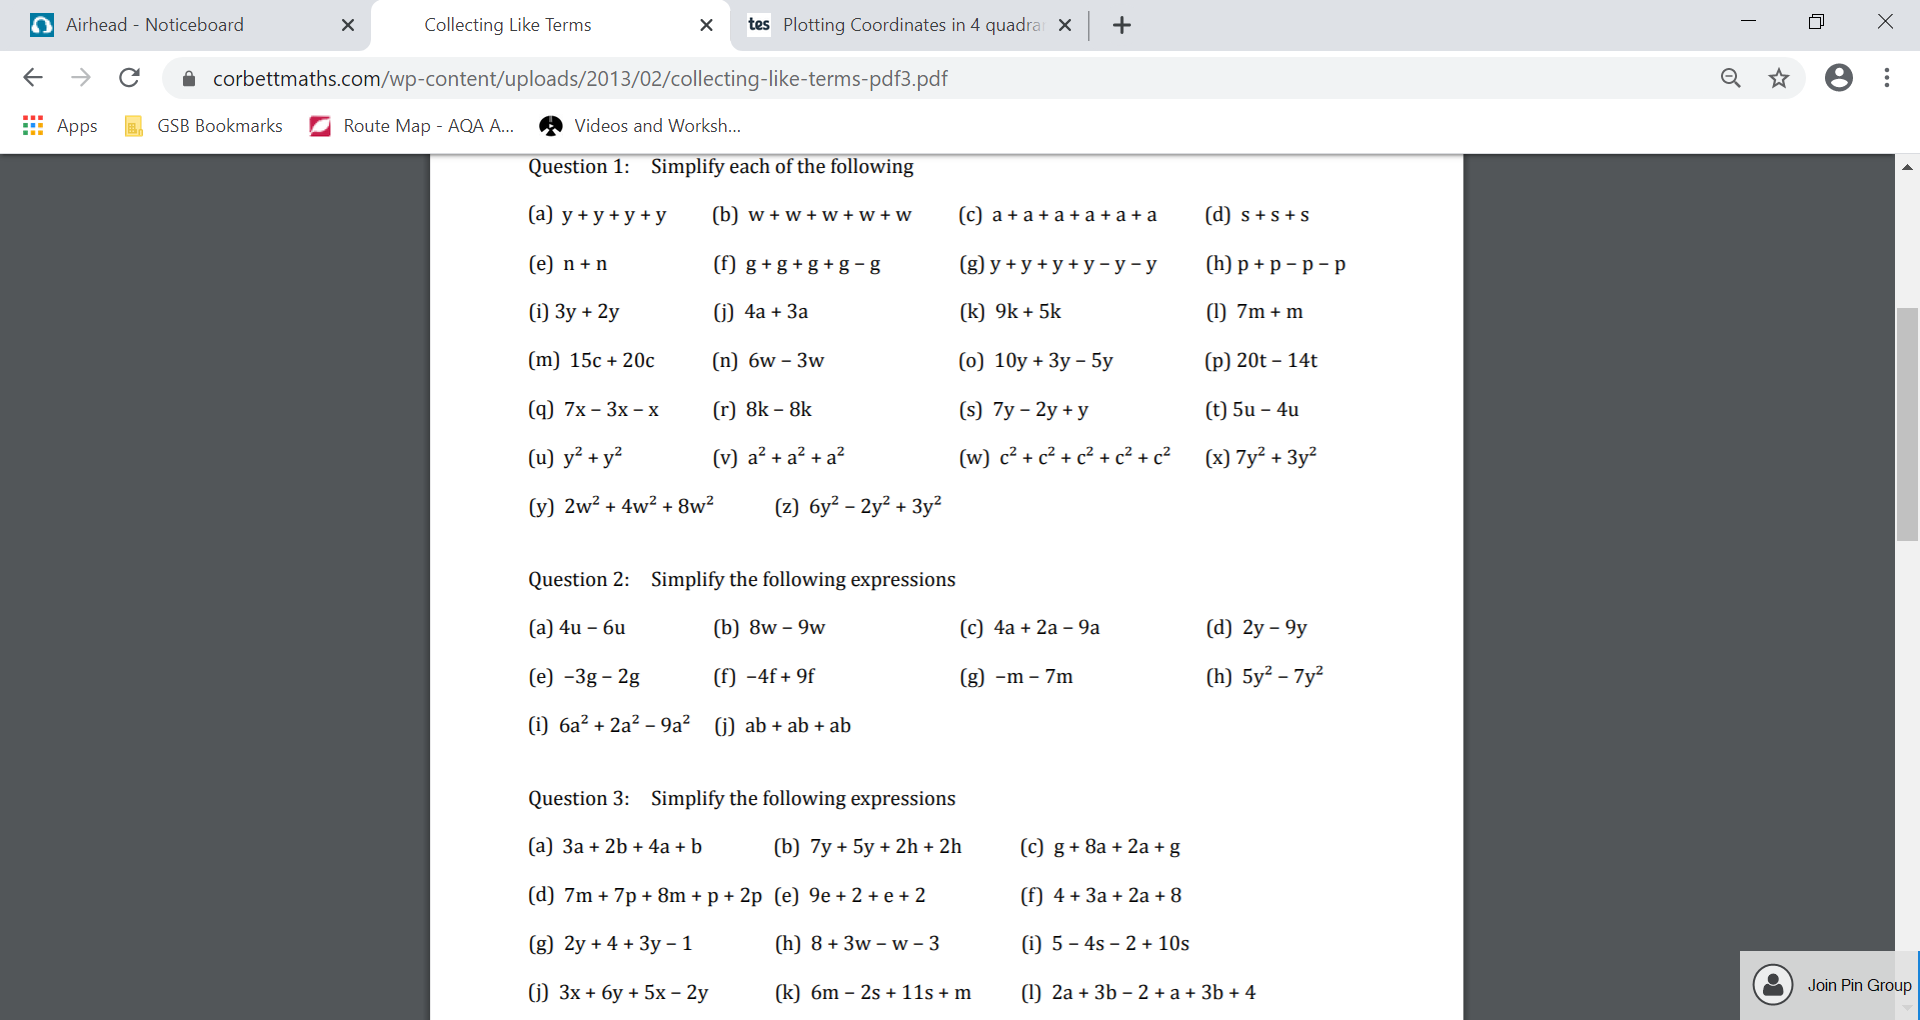 Airhead - Noticeboard
Collecting Like Terms
tes Plotting Coordinates in 4 quadra
corbettmaths.com/wp-content/uploads/2013/02/collecting-like-terms-pdf3.pdf
Apps GSB Bookmarks Route Map - AQA A... Videos and Worksh...
Question 1: Simplify each of the following
(a) y + y + y + y (b) w + w + w + w + w (c) a + a + a + a + a + a (d) s + s + s
(e) n + n (f) g + g + g + g – g (g) y + y + y + y – y – y (h) p + p – p – p
(i) 3y + 2y (j) 4a + 3a (k) 9k + 5k (l) 7m + m
(m) 15c + 20c (n) 6w – 3w (o) 10y + 3y – 5y (p) 20t – 14t
(q) 7x – 3x – x (r) 8k – 8k (s) 7y – 2y + y (t) 5u – 4u
(u) y² + y² (v) a² + a² + a² (w) c² + c² + c² + c² + c² (x) 7y² + 3y²
(y) 2w² + 4w² + 8w² (z) 6y² – 2y² + 3y²
Question 2: Simplify the following expressions
(a) 4u – 6u (b) 8w – 9w (c) 4a + 2a – 9a (d) 2y – 9y
(e) –3g – 2g (f) –4f + 9f (g) –m – 7m (h) 5y² – 7y²
(i) 6a² + 2a² – 9a² (j) ab + ab + ab
Question 3: Simplify the following expressions
(a) 3a + 2b + 4a + b (b) 7y + 5y + 2h + 2h (c) g + 8a + 2a + g
(d) 7m + 7p + 8m + p + 2p (e) 9e + 2 + e + 2 (f) 4 + 3a + 2a + 8
(g) 2y + 4 + 3y – 1 (h) 8 + 3w – w – 3 (i) 5 – 4s – 2 + 10s
(j) 3x + 6y + 5x – 2y (k) 6m – 2s + 11s + m (l) 2a + 3b – 2 + a + 3b + 4
Join Pin Group